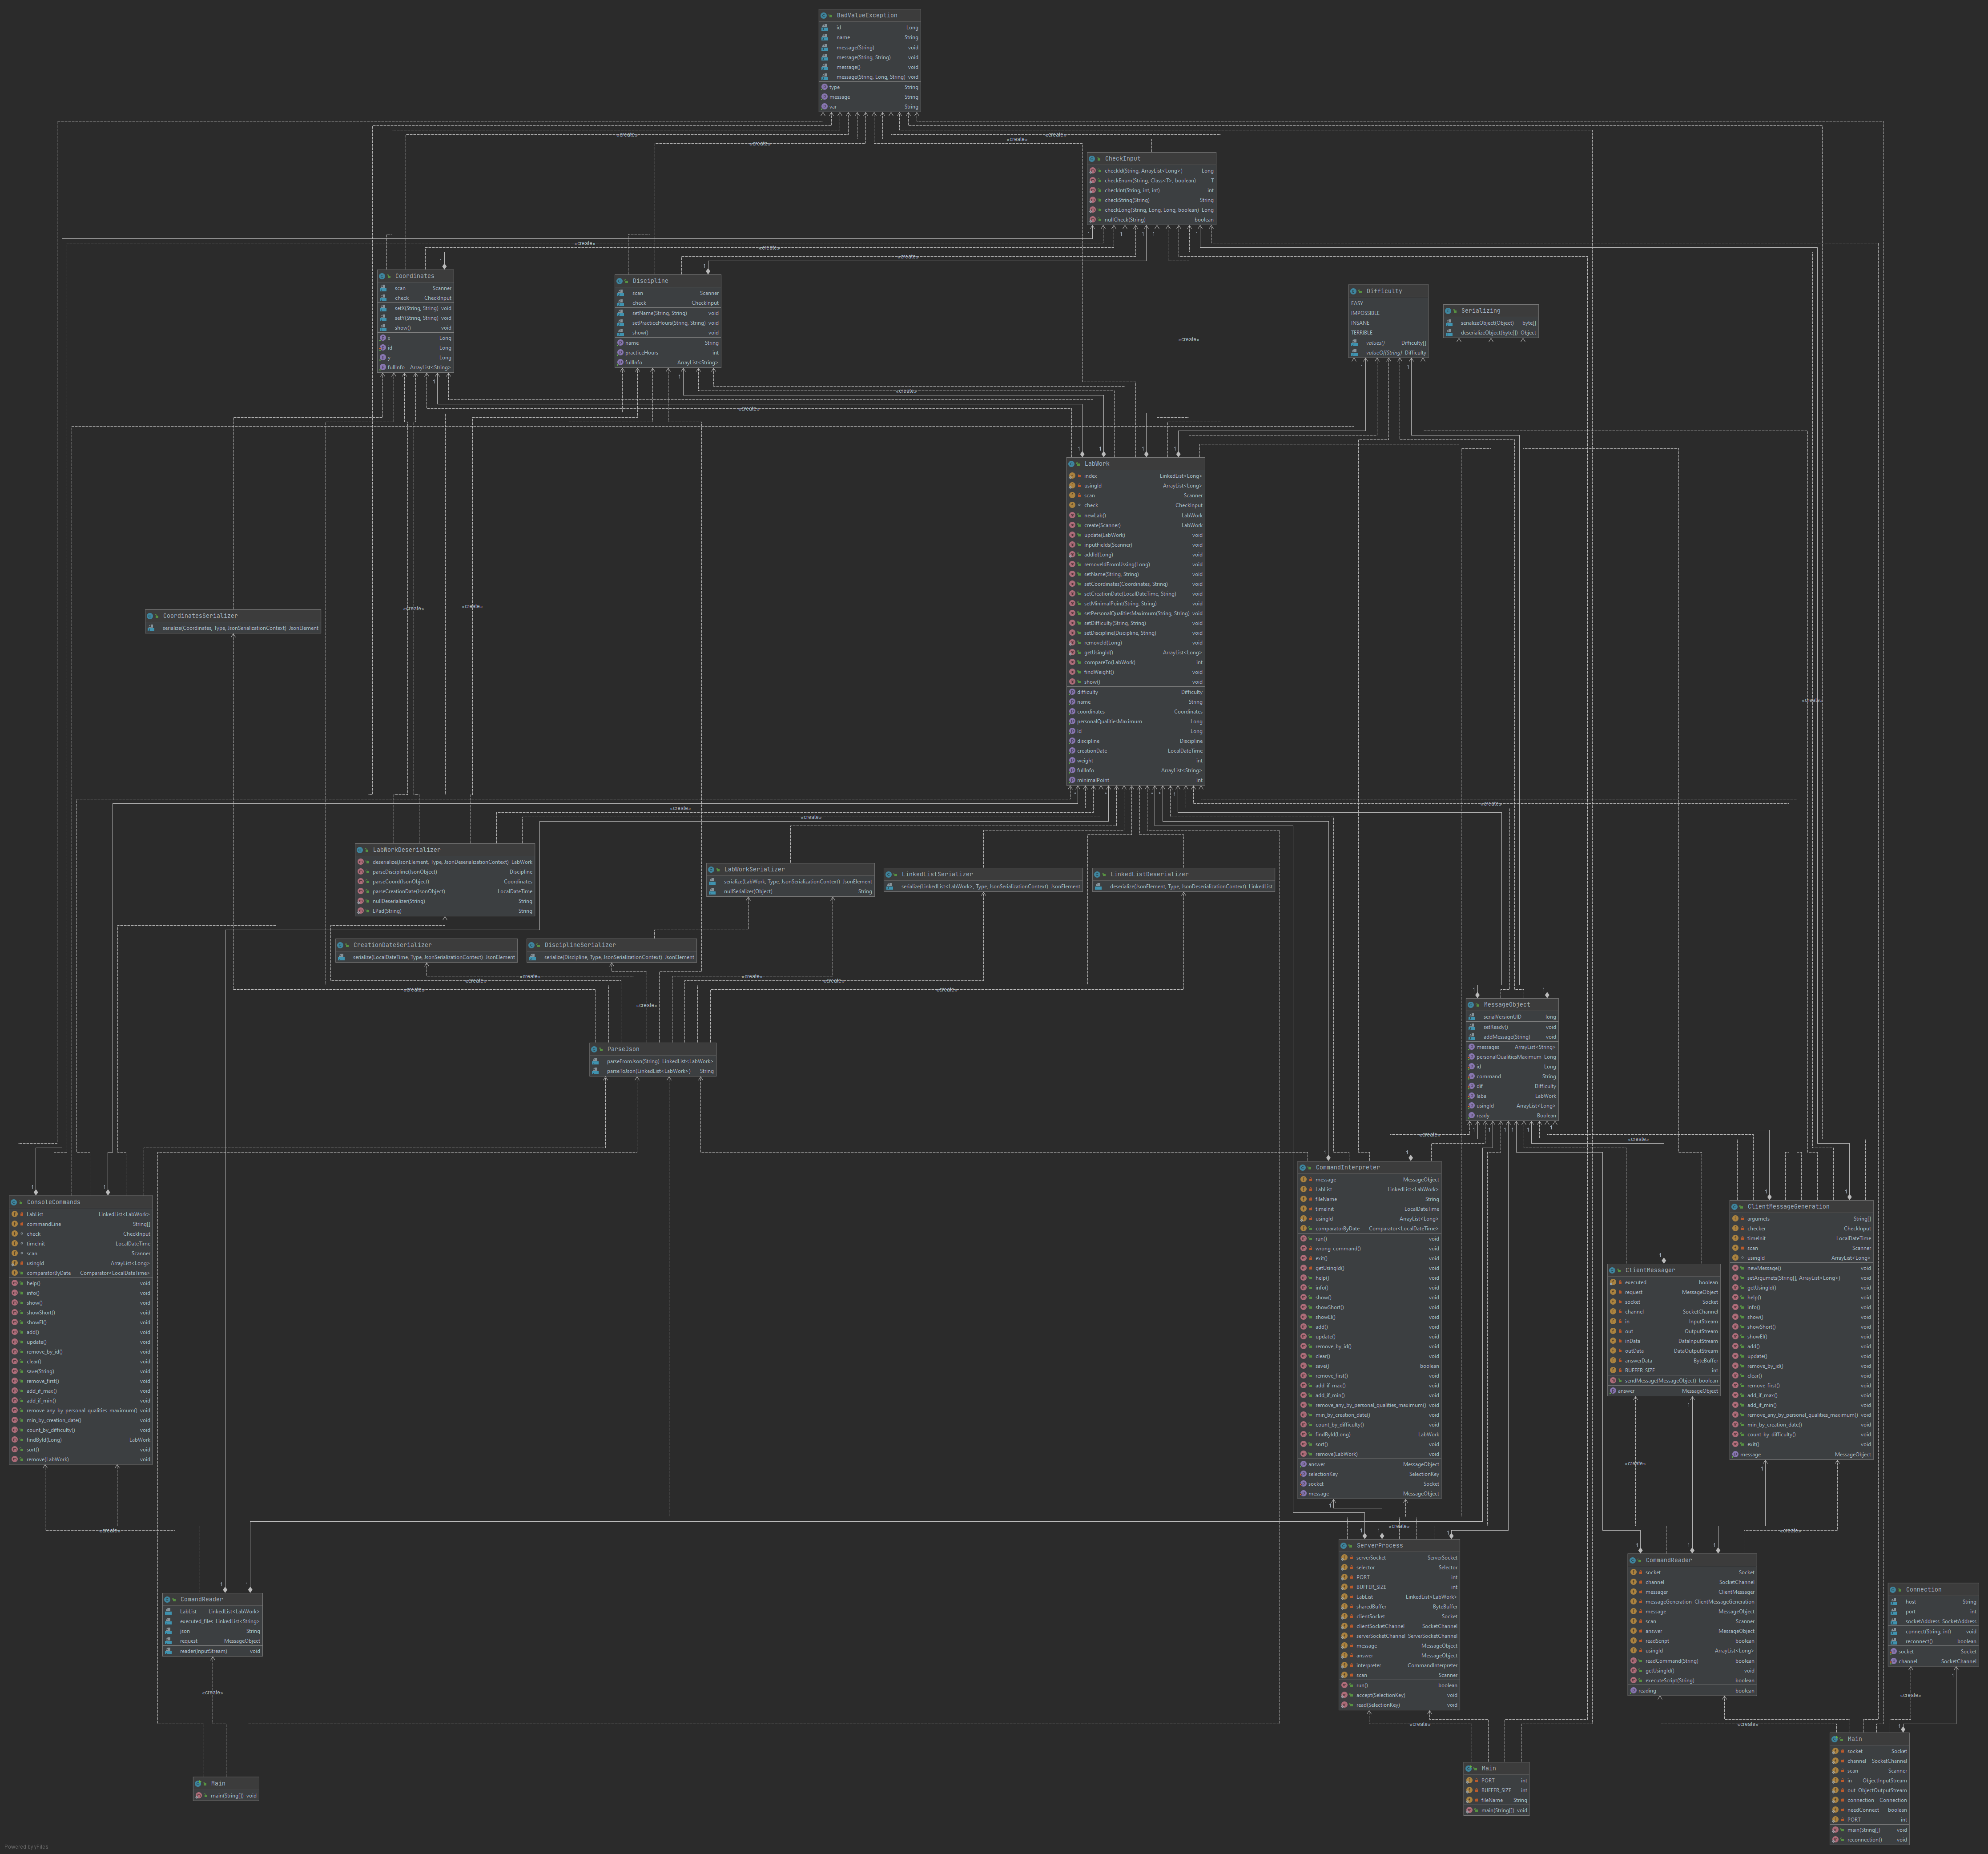 BadValueException
id Long
name String
message(String) void
message(String, String) void
message() void
message(String, Long, String) void
type String
message String
var String
«create»
«create»
«create»
«create»
«create»
CheckInput
checkId(String, ArrayList<Long>) Long
checkEnum(String, Class<T>, boolean) T
checkInt(String, int, int) int
checkString(String) String
checkLong(String, Long, Long, boolean) Long
nullCheck(String) boolean
«create»
«create»
«create»
Coordinates
scan Scanner
check CheckInput
setX(String, String) void
setY(String, String) void
show() void
x Long
id Long
y Long
fullInfo ArrayList<String>
Discipline
scan Scanner
check CheckInput
setName(String, String) void
setPracticeHours(String, String) void
show() void
name String
practiceHours int
fullInfo ArrayList<String>
Difficulty
EASY
IMPOSSIBLE
INSANE
TERRIBLE
values() Difficulty[]
valueOf(String) Difficulty
Serializing
serializeObject(Object) byte[]
deserializeObject(byte[]) Object
«create»
«create»
«create»
LabWork
index LinkedList<Long>
usingId ArrayList<Long>
scan Scanner
check CheckInput
newLab() LabWork
create(Scanner) LabWork
update(LabWork) void
inputFields(Scanner) void
addId(Long) void
removeIdFromUssing(Long) void
setName(String, String) void
setCoordinates(Coordinates, String) void
setCreationDate(LocalDateTime, String) void
setMinimalPoint(String, String) void
setPersonalQualitiesMaximum(String, String) void
setDifficulty(String, String) void
setDiscipline(Discipline, String) void
removeId(Long) void
getUsingId() ArrayList<Long>
compareTo(LabWork) int
findWeight() void
show() void
difficulty Difficulty
name String
coordinates Coordinates
personalQualitiesMaximum Long
id Long
discipline Discipline
creationDate LocalDateTime
weight int
fullInfo ArrayList<String>
minimalPoint int
CoordinatesSerializer
serialize(Coordinates, Type, JsonSerializationContext) JsonElement
«create»
«create»
«create»
«create»
«create»
«create»
LabWorkDeserializer
deserialize(JsonElement, Type, JsonDeserializationContext) LabWork
parseDiscipline(JsonObject) Discipline
parseCoord(JsonObject) Coordinates
parseCreationDate(JsonObject) LocalDateTime
nullDeserializer(String) String
LPad(String) String
LabWorkSerializer
serialize(LabWork, Type, JsonSerializationContext) JsonElement
nullSerializer(Object) String
LinkedListSerializer
serialize(LinkedList<LabWork>, Type, JsonSerializationContext) JsonElement
LinkedListDeserializer
deserialize(JsonElement, Type, JsonDeserializationContext) LinkedList
CreationDateSerializer
serialize(LocalDateTime, Type, JsonSerializationContext) JsonElement
DisciplineSerializer
serialize(Discipline, Type, JsonSerializationContext) JsonElement
«create»
«create»
«create»
«create»
«create»
«create»
«create»
MessageObject
serialVersionUID long
setReady() void
addMessage(String) void
messages ArrayList<String>
personalQualitiesMaximum Long
id Long
command String
dif Difficulty
laba LabWork
usingId ArrayList<Long>
ready Boolean
ParseJson
parseFromJson(String) LinkedList<LabWork>
parseToJson(LinkedList<LabWork>) String
«create»
«create»
ConsoleCommands
LabList LinkedList<LabWork>
commandLine String[]
check CheckInput
timeInit LocalDateTime
scan Scanner
usingId ArrayList<Long>
comparatorByDate Comparator<LocalDateTime>
help() void
info() void
show() void
showShort() void
showEl() void
add() void
update() void
remove_by_id() void
clear() void
save(String) void
remove_first() void
add_if_max() void
add_if_min() void
remove_any_by_personal_qualities_maximum() void
min_by_creation_date() void
count_by_difficulty() void
findById(Long) LabWork
sort() void
remove(LabWork) void
CommandInterpreter
message MessageObject
LabList LinkedList<LabWork>
fileName String
timeInit LocalDateTime
usingId ArrayList<Long>
comparatorByDate Comparator<LocalDateTime>
run() void
wrong_command() void
exit() void
getUsingId() void
help() void
info() void
show() void
showShort() void
showEl() void
add() void
update() void
remove_by_id() void
clear() void
save() boolean
remove_first() void
add_if_max() void
add_if_min() void
remove_any_by_personal_qualities_maximum() void
min_by_creation_date() void
count_by_difficulty() void
findById(Long) LabWork
sort() void
remove(LabWork) void
answer MessageObject
selectionKey SelectionKey
socket Socket
message MessageObject
ClientMessager
executed boolean
request MessageObject
socket Socket
channel SocketChannel
in InputStream
out OutputStream
inData DataInputStream
outData DataOutputStream
answerData ByteBuffer
BUFFER_SIZE int
sendMessage(MessageObject) boolean
answer MessageObject
ClientMessageGeneration
argumets String[]
checker CheckInput
timeInit LocalDateTime
scan Scanner
usingId ArrayList<Long>
newMessage() void
setArgumets(String[], ArrayList<Long>) void
getUsingId() void
help() void
info() void
show() void
showShort() void
showEl() void
add() void
update() void
remove_by_id() void
clear() void
remove_first() void
add_if_max() void
add_if_min() void
remove_any_by_personal_qualities_maximum() void
min_by_creation_date() void
count_by_difficulty() void
exit() void
message MessageObject
«create»
«create»
«create»
«create»
ComandReader
LabList LinkedList<LabWork>
executed_files LinkedList<String>
json String
request MessageObject
reader(InputStream) void
ServerProcess
serverSocket ServerSocket
selector Selector
PORT int
BUFFER_SIZE int
LabList LinkedList<LabWork>
sharedBuffer ByteBuffer
clientSocket Socket
clientSocketChannel SocketChannel
serverSocketChannel ServerSocketChannel
message MessageObject
answer MessageObject
interpreter CommandInterpreter
scan Scanner
run() boolean
accept(SelectionKey) void
read(SelectionKey) void
CommandReader
socket Socket
channel SocketChannel
messager ClientMessager
messageGeneration ClientMessageGeneration
message MessageObject
scan Scanner
answer MessageObject
readScript boolean
usingId ArrayList<Long>
readCommand(String) boolean
getUsingId() void
executeScript(String) boolean
reading boolean
Connection
host String
port int
socketAddress SocketAddress
connect(String, int) void
reconnect() boolean
socket Socket
channel SocketChannel
«create»
«create»
«create»
«create»
Main
main(String[]) void
Main
PORT int
BUFFER_SIZE int
fileName String
main(String[]) void
Main
socket Socket
channel SocketChannel
scan Scanner
in ObjectInputStream
out ObjectOutputStream
connection Connection
needConnect boolean
PORT int
main(String[]) void
reconnection() void
Powered by yFiles